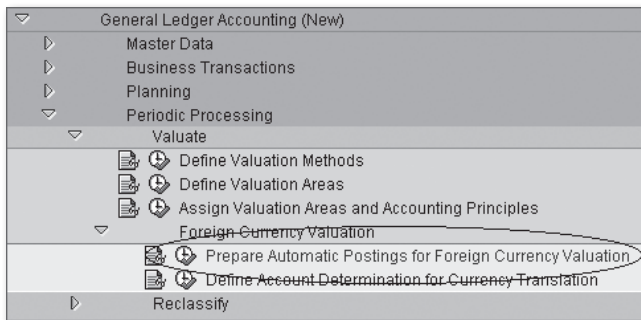 General Ledger Accounting (New)
Master Data
Business Transactions
Planning
Periodic Processing
Valuate
Define Valuation Methods
Define Valuation Areas
Assign Valuation Areas and Accounting Principles
Foreign Currency Valuation
Prepare Automatic Postings for Foreign Currency Valuation
Define Account Determination for Currency Translation
Reclassify